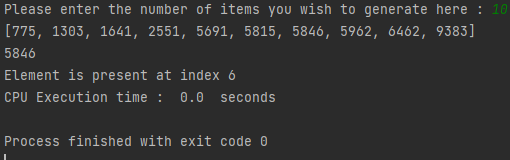 Please enter the number of items you wish to generate here : 10
[775, 1303, 1641, 2551, 5691, 5815, 5846, 5962, 6462, 9383]
5846
Element is present at index 6
CPU Execution time :  0.0  seconds
Process finished with exit code 0